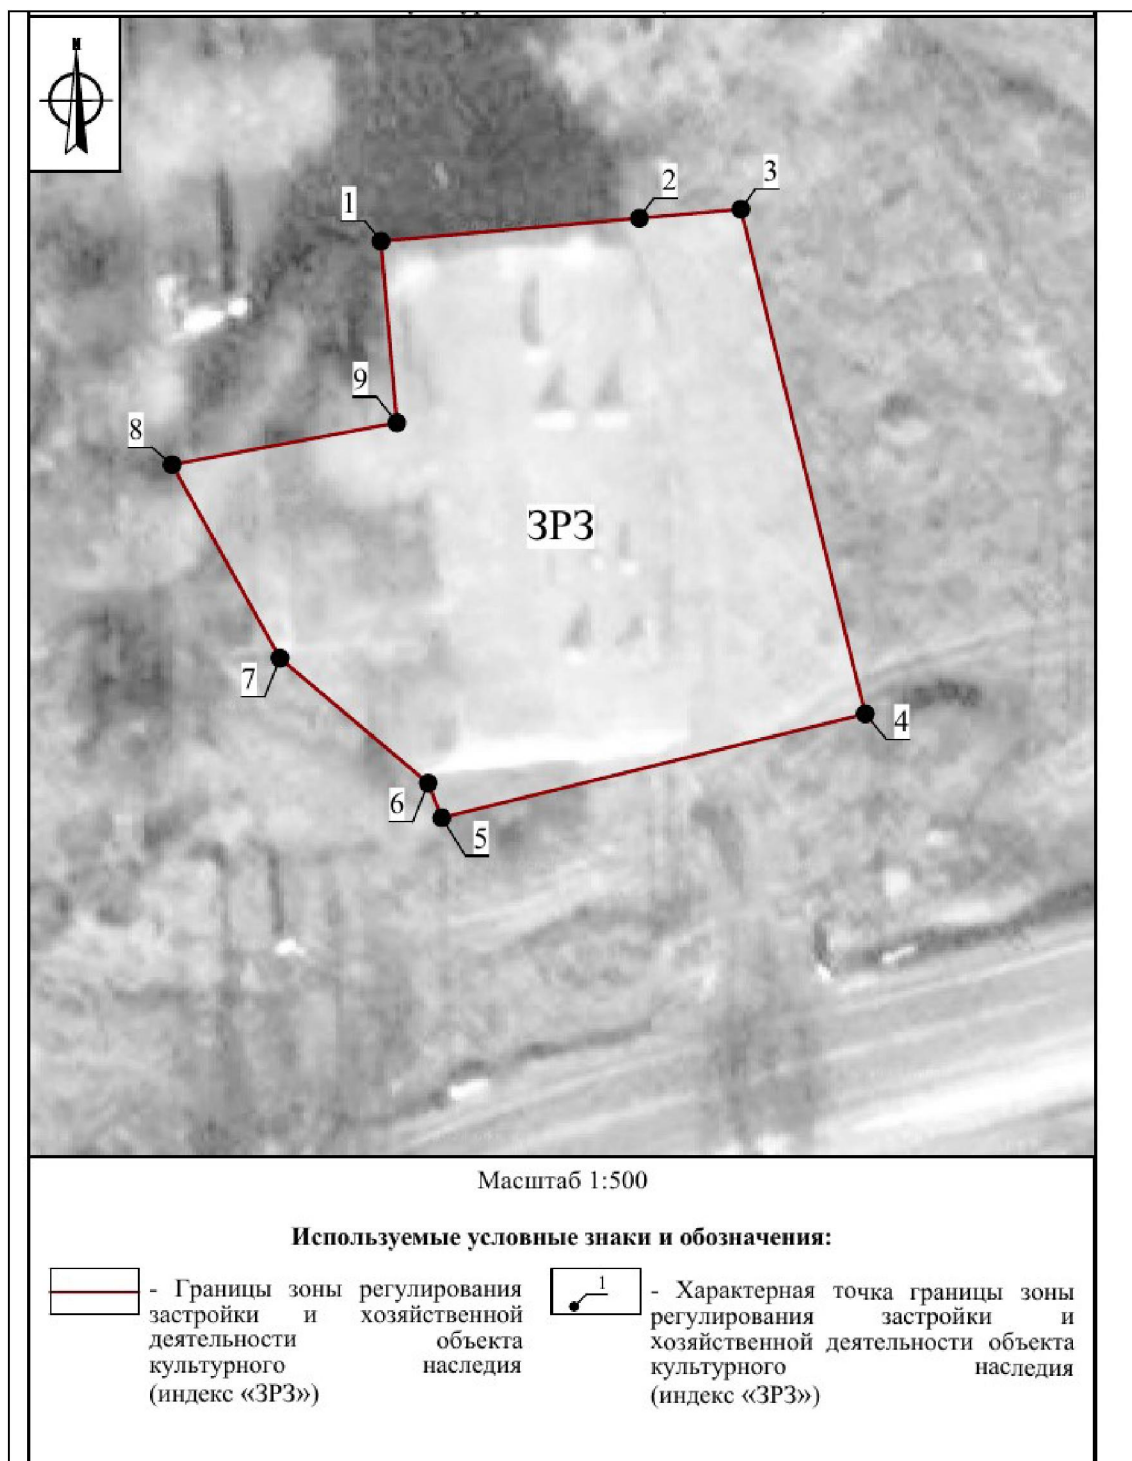 N
1
2
3
9
8
ЗРЗ
7
4
6
5
Масштаб 1:500
Используемые условные знаки и обозначения:
- Границы зоны регулирования
застройки и хозяйственной
деятельности объекта
культурного наследия
(индекс «ЗРЗ»)
1
- Характерная точка границы зоны
регулирования застройки и
хозяйственной деятельности объекта
культурного наследия
(индекс «ЗРЗ»)